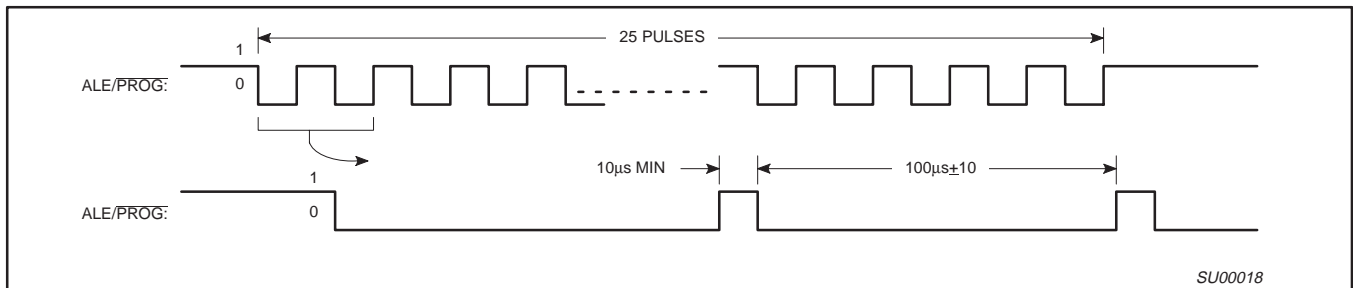 25 PULSES
1
ALE/PROG:
0
10µs MIN
100µs±10
1
ALE/PROG:
0
SU00018